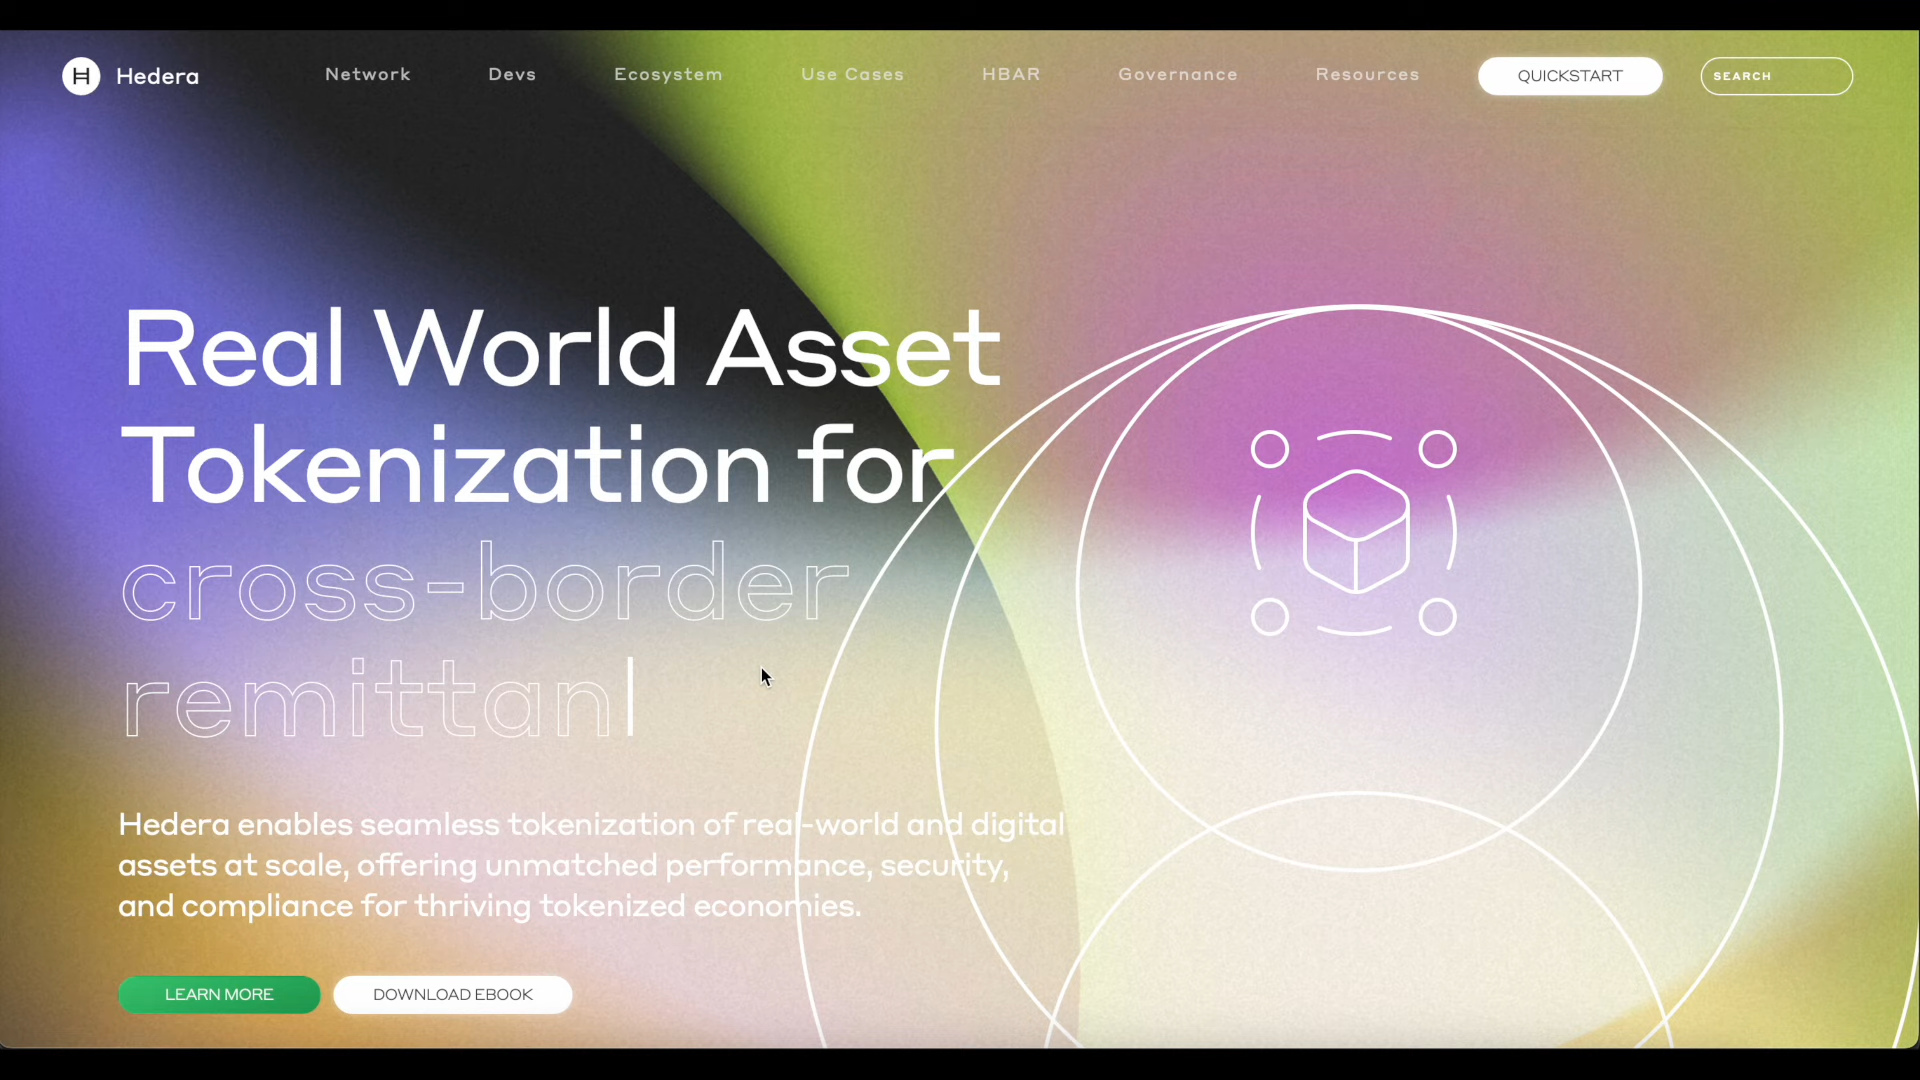 Hedera
Network
Devs
Ecosystem
Use Cases
HBAR
Governance
Resources
QUICKSTART
SEARCH
Real World Asset
Tokenization for
cross-border
remittan
Hedera enables seamless tokenization of real-world and digital
assets at scale, offering unmatched performance, security,
and compliance for thriving tokenized economies.
LEARN MORE
DOWNLOAD EBOOK